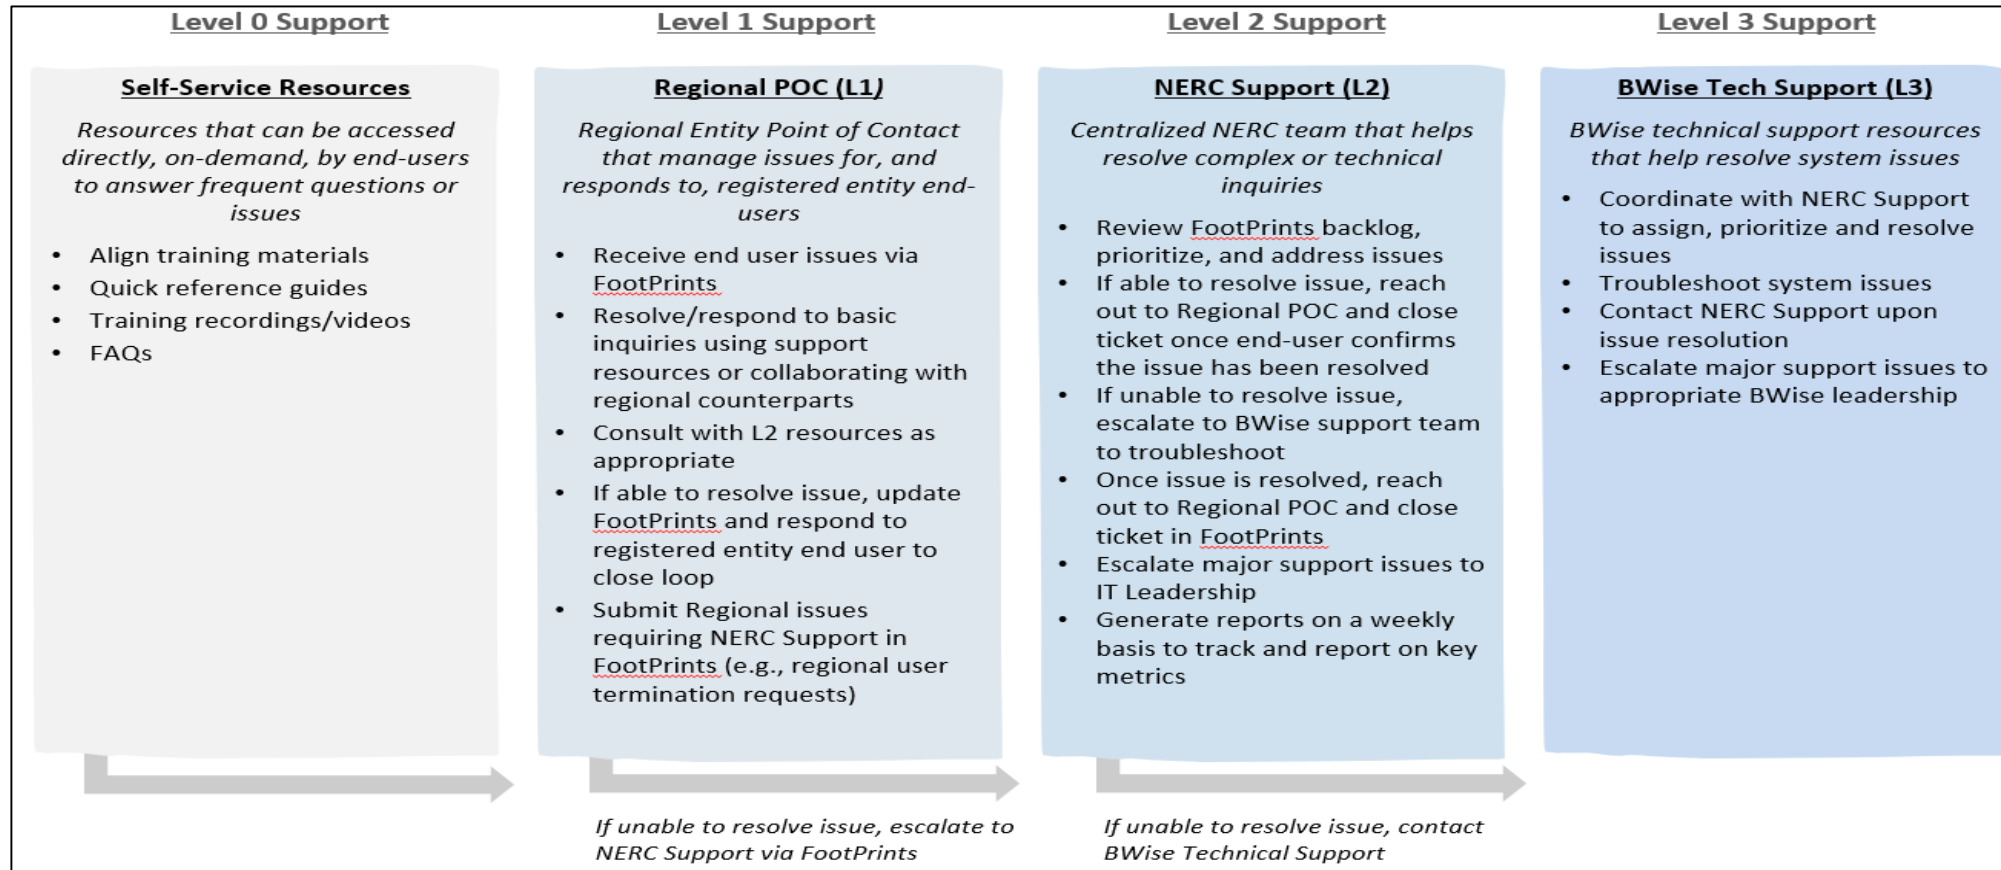 Level 0 Support
Self-Service Resources
Resources that can be accessed
directly, on-demand, by end-users
to answer frequent questions or
issues
• Align training materials
• Quick reference guides
• Training recordings/videos
• FAQs
Level 1 Support
Regional POC (L1)
Regional Entity Point of Contact
that manage issues for, and
responds to, registered entity end-
users
• Receive end user issues via
FootPrints
• Resolve/respond to basic
inquiries using support
resources or collaborating with
regional counterparts
• Consult with L2 resources as
appropriate
• If able to resolve issue, update
FootPrints and respond to
registered entity end user to
close loop
• Submit Regional issues
requiring NERC Support in
FootPrints (e.g., regional user
termination requests)
If unable to resolve issue, escalate to
NERC Support via FootPrints
Level 2 Support
NERC Support (L2)
Centralized NERC team that helps
resolve complex or technical
inquiries
• Review FootPrints backlog,
prioritize, and address issues
• If able to resolve issue, reach
out to Regional POC and close
ticket once end-user confirms
the issue has been resolved
• If unable to resolve issue,
escalate to BWise support team
to troubleshoot
• Once issue is resolved, reach
out to Regional POC and close
ticket in FootPrints
• Escalate major support issues to
IT Leadership
• Generate reports on a weekly
basis to track and report on key
metrics
If unable to resolve issue, contact
BWise Technical Support
Level 3 Support
BWise Tech Support (L3)
BWise technical support resources
that help resolve system issues
• Coordinate with NERC Support
to assign, prioritize and resolve
issues
• Troubleshoot system issues
• Contact NERC Support upon
issue resolution
• Escalate major support issues to
appropriate BWise leadership